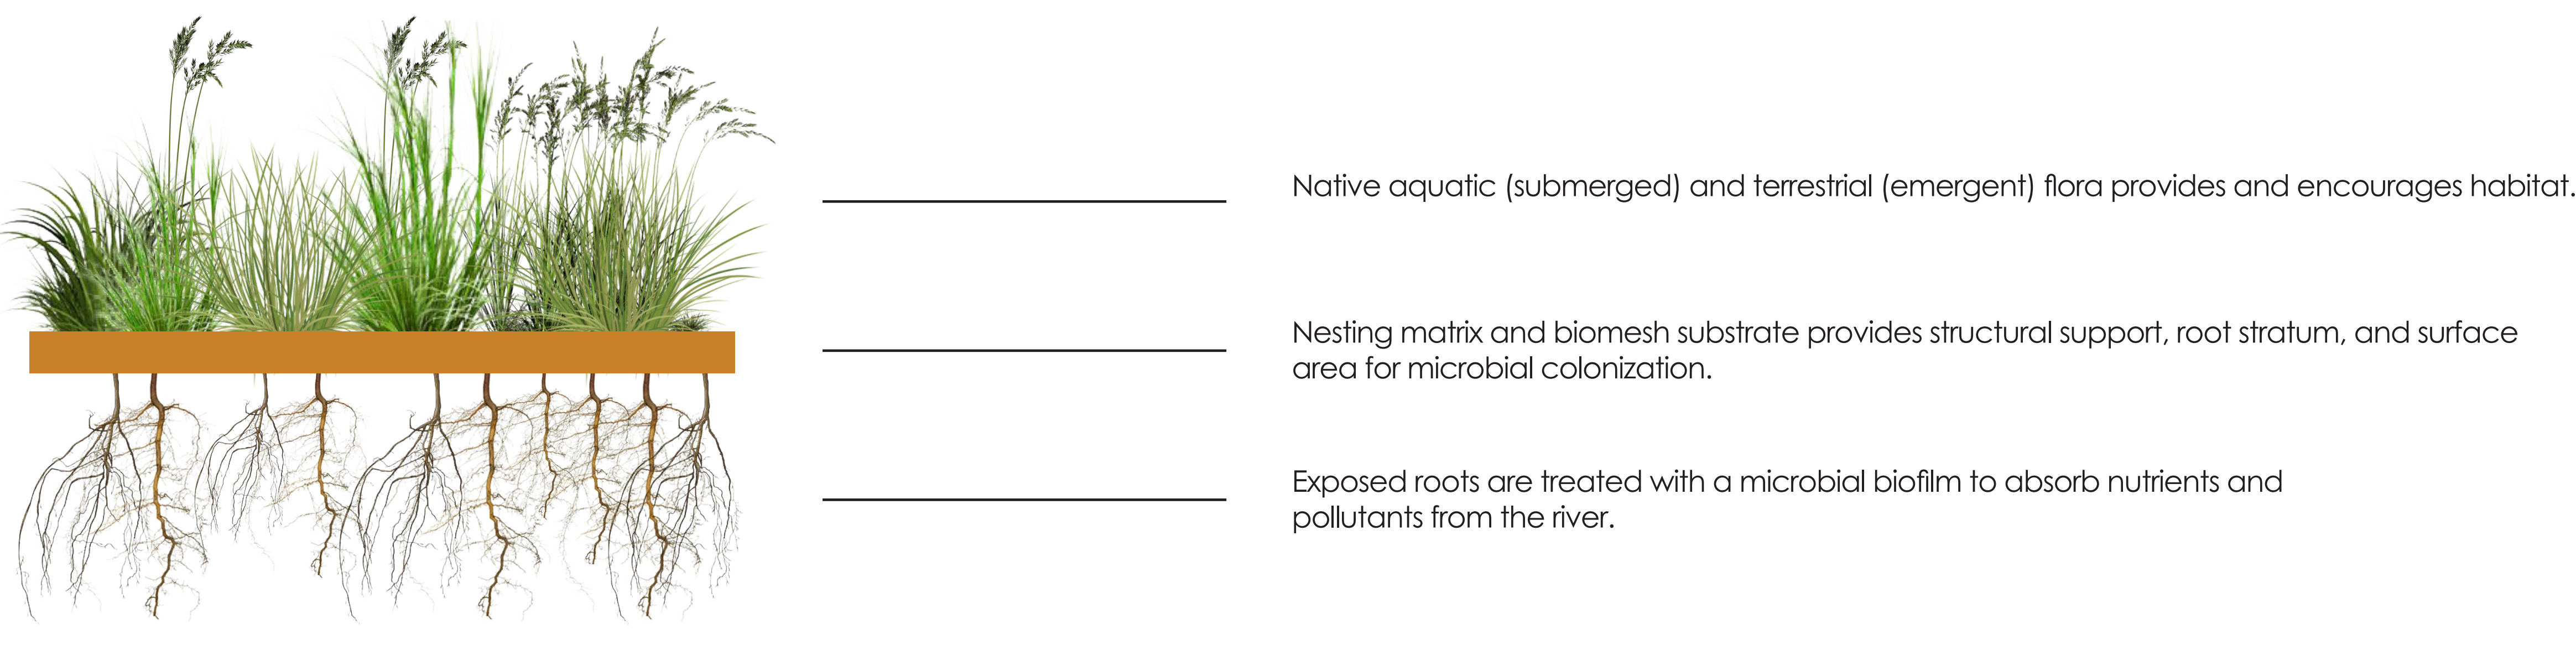 Native aquatic (submerged) and terrestrial (emergent) flora provides and encourages habitat.
Nesting matrix and biomesh substrate provides structural support, root stratum, and surface
area for microbial colonization.
Exposed roots are treated with a microbial biofilm to absorb nutrients and
pollutants from the river.